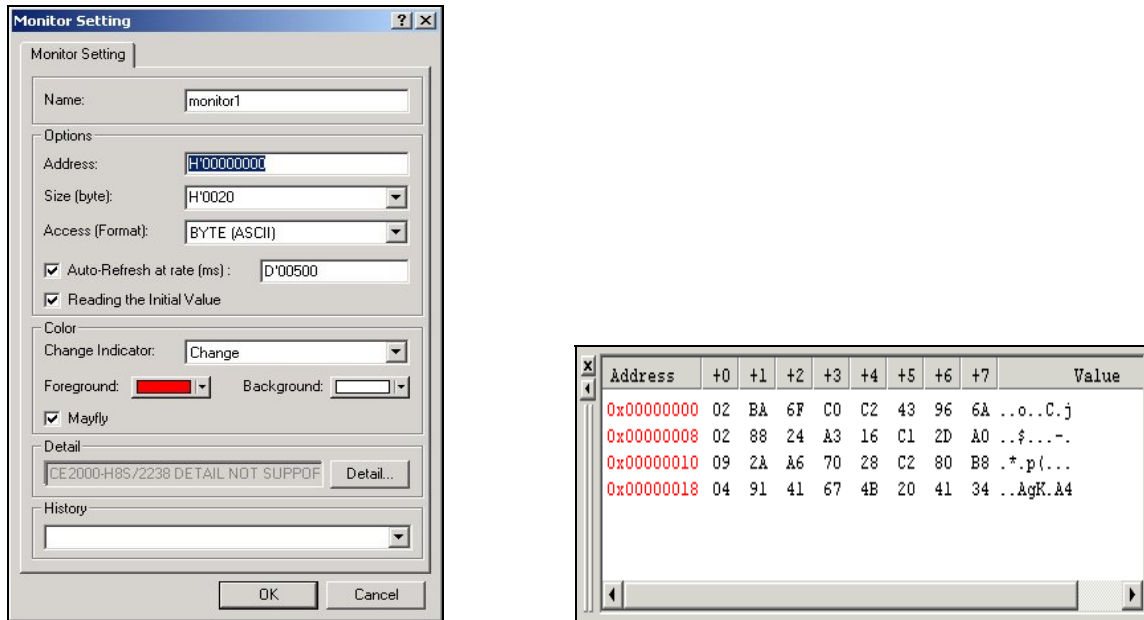 Monitor Setting
Monitor Setting
Name: monitor1
Options
Address: H'00000000
Size (byte): H'0020
Access (Format): BYTE (ASCII)
Auto-Refresh at rate (ms) : D'00500
Reading the Initial Value
Color
Change Indicator: Change
Foreground: Background:
Mayfly
Detail
CE2000-H8S/2238 DETAIL NOT SUPPOF Detail...
History
OK Cancel
Address +0 +1 +2 +3 +4 +5 +6 +7 Value
0x00000000 02 BA 6F C0 C2 43 96 6A ..o..C.j
0x00000008 02 88 24 A3 16 C1 2D A0 ..$...-.
0x00000010 09 2A A6 70 28 C2 80 B8 .*.p(...
0x00000018 04 91 41 67 4B 20 41 34 ..AgK.A4